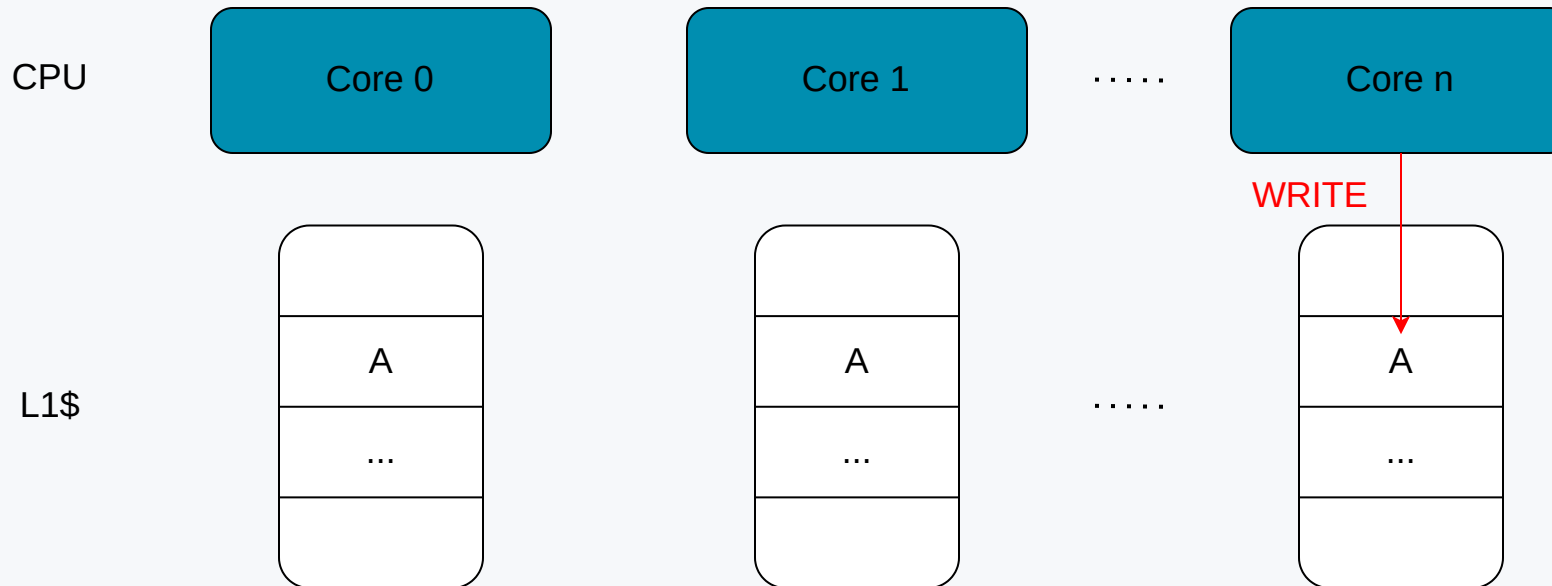 CPU
Core 0
Core 1
.....
Core n
WRITE
A
A
A
L1$
.....
...
...
...